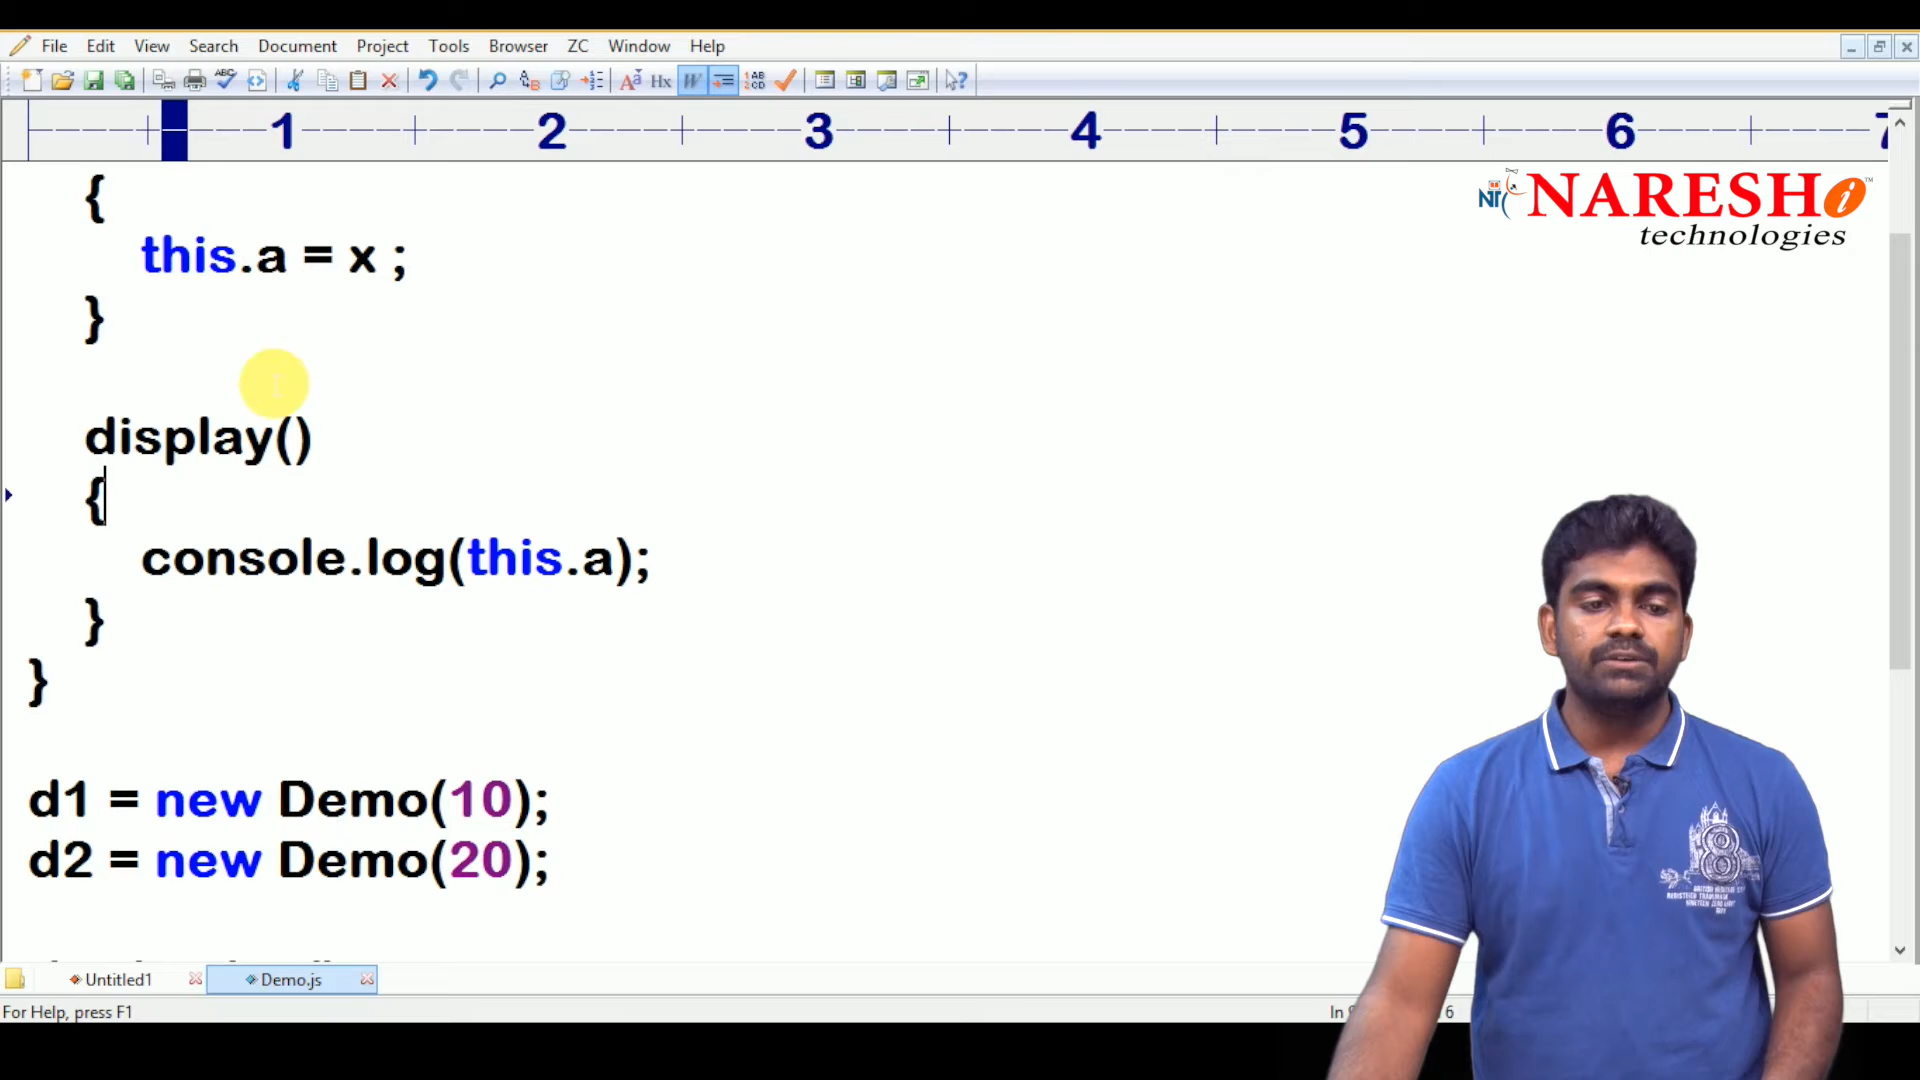 File Edit View Search Document Project Tools Browser ZC Window Help
1 2 3 4 5 6 7
{
this.a = x ;
}
display()
{
console.log(this.a);
}
}
d1 = new Demo(10);
d2 = new Demo(20);
NARESH i
technologies
8
Untitled1 Demo.js
For Help, press F1